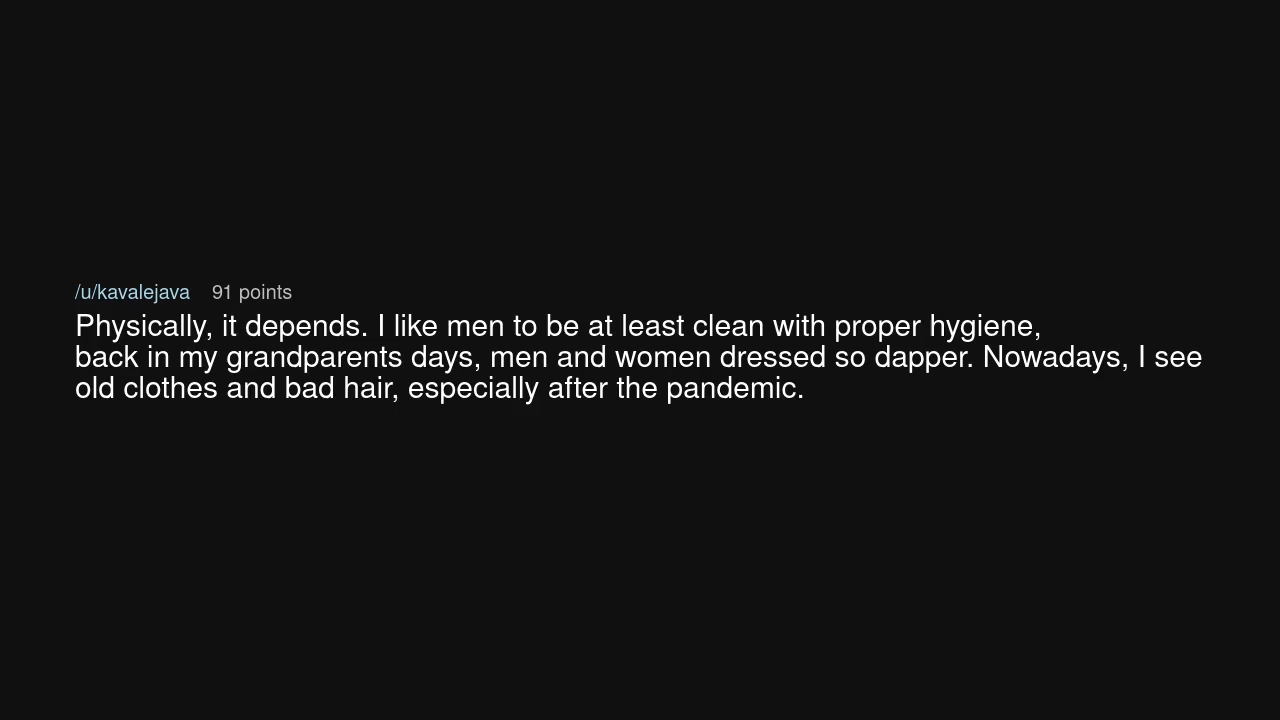 /u/kavalejava 91 points
Physically, it depends. I like men to be at least clean with proper hygiene,
back in my grandparents days, men and women dressed so dapper. Nowadays, I see
old clothes and bad hair, especially after the pandemic.